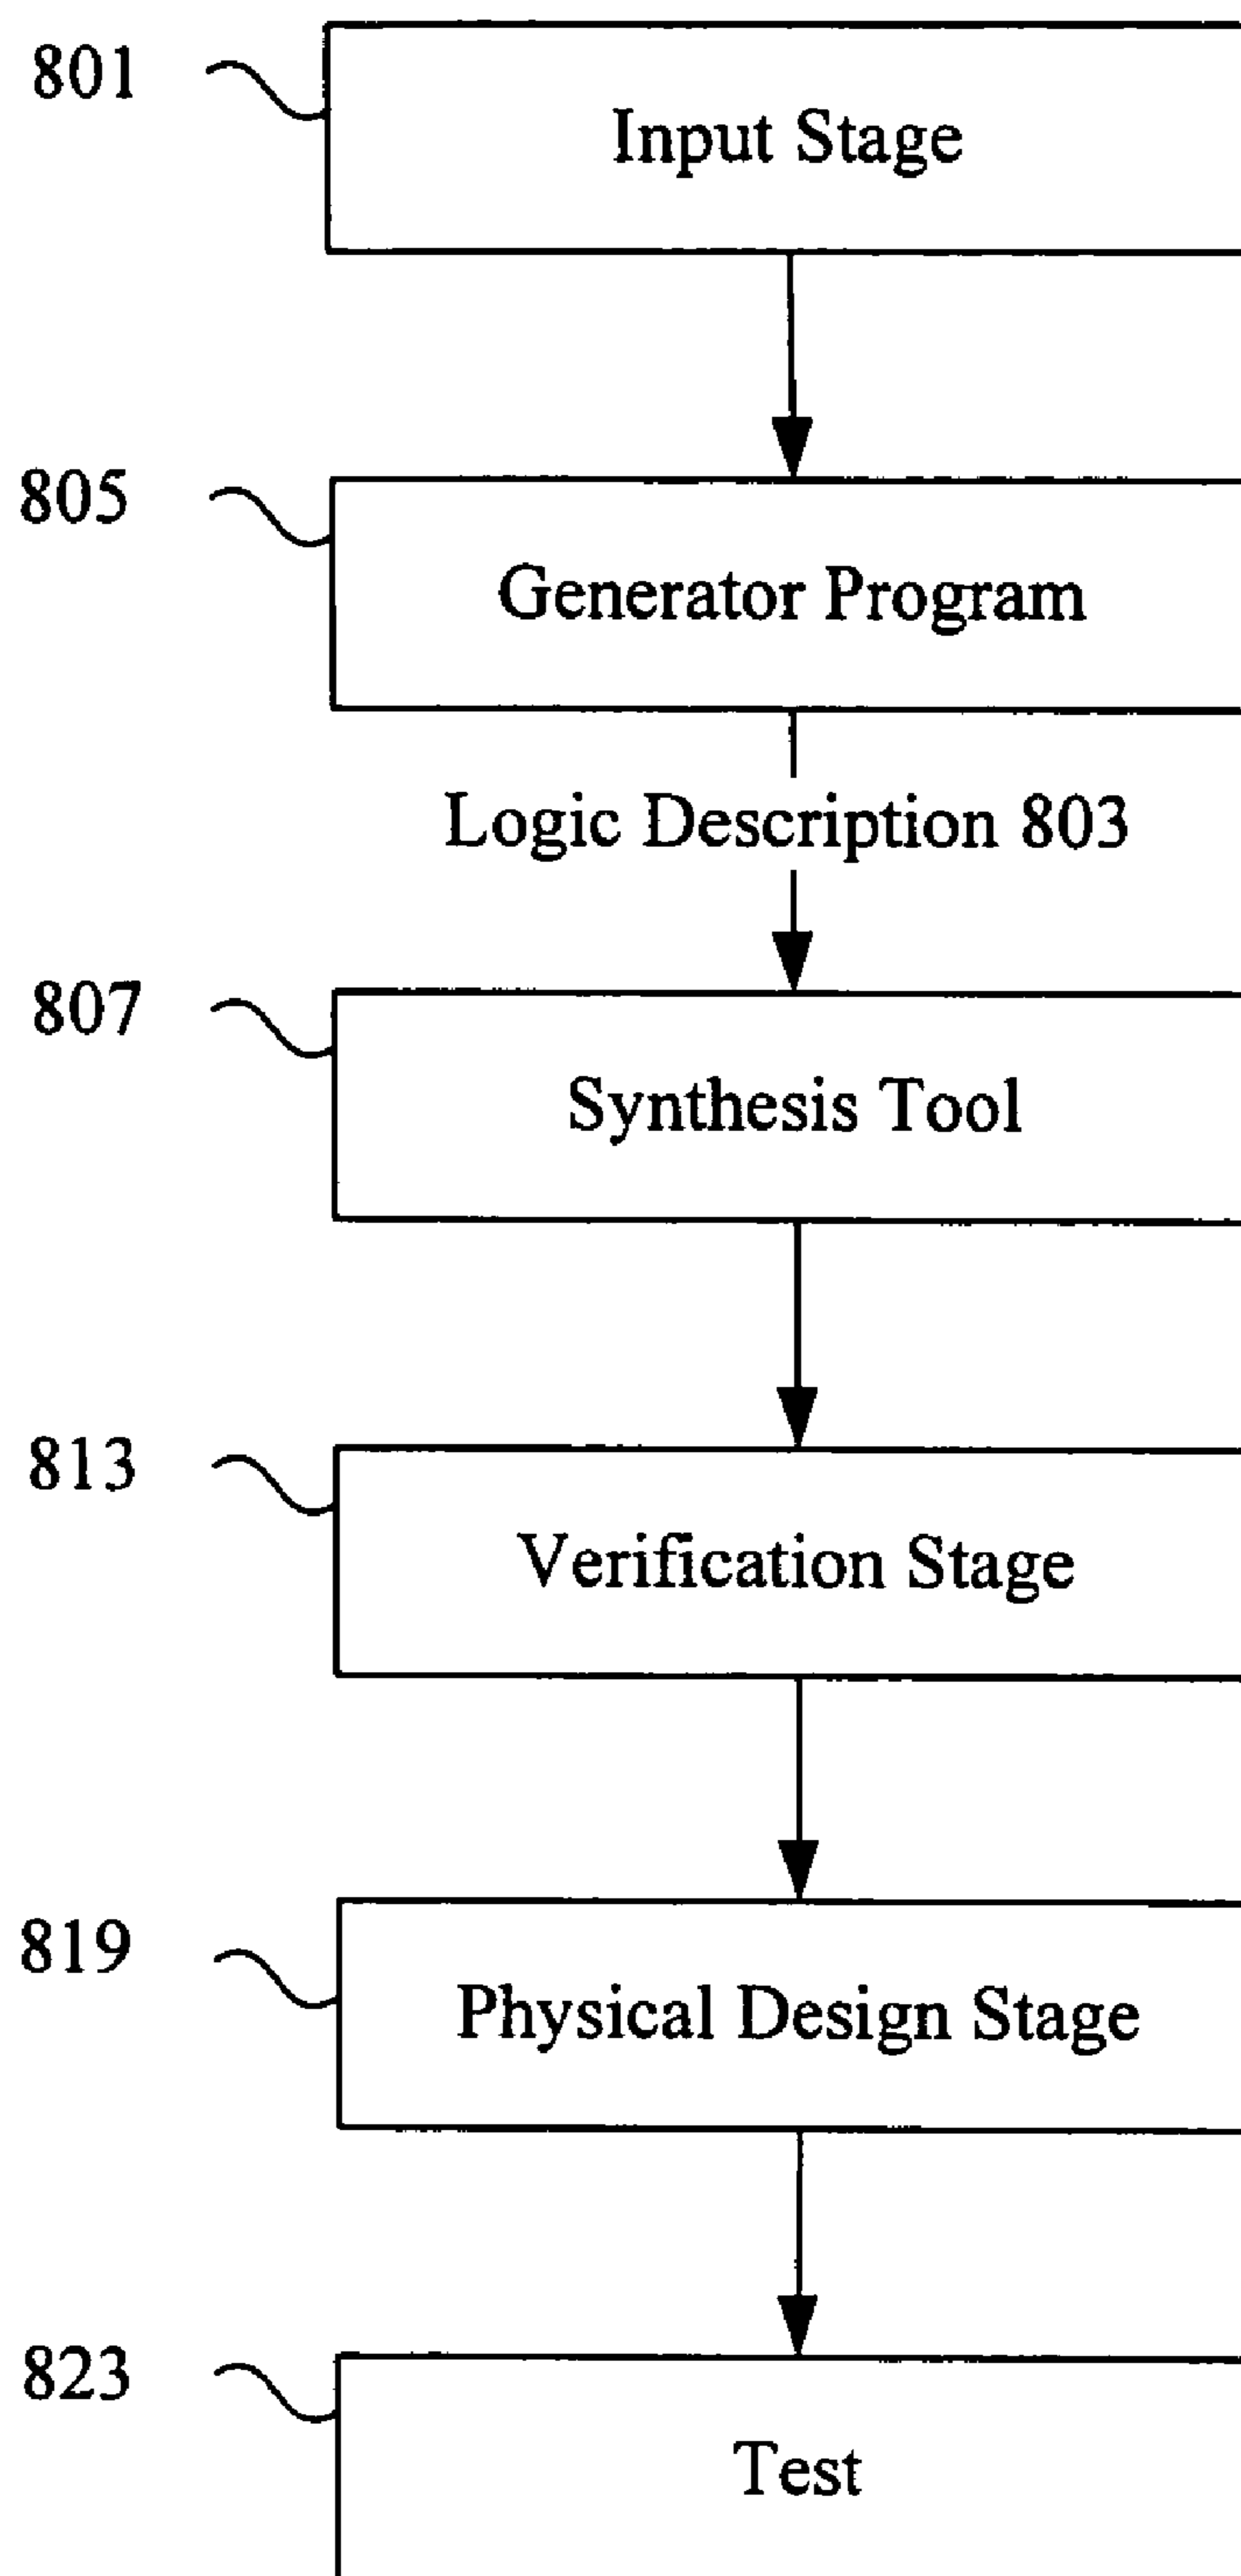 801
Input Stage
805
Generator Program
Logic Description 803
807
Synthesis Tool
813
Verification Stage
819
Physical Design Stage
823
Test